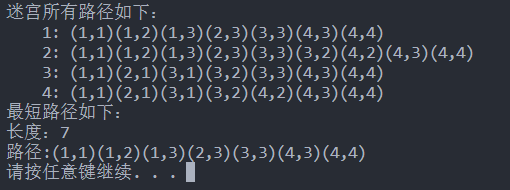 迷宫所有路径如下:
1: (1,1)(1,2)(1,3)(2,3)(3,3)(4,3)(4,4)
2: (1,1)(1,2)(1,3)(2,3)(3,3)(3,2)(4,2)(4,3)(4,4)
3: (1,1)(2,1)(3,1)(3,2)(3,3)(4,3)(4,4)
4: (1,1)(2,1)(3,1)(3,2)(4,2)(4,3)(4,4)
最短路径如下:
长度: 7
路径:(1,1)(1,2)(1,3)(2,3)(3,3)(4,3)(4,4)
请按任意键继续. . .